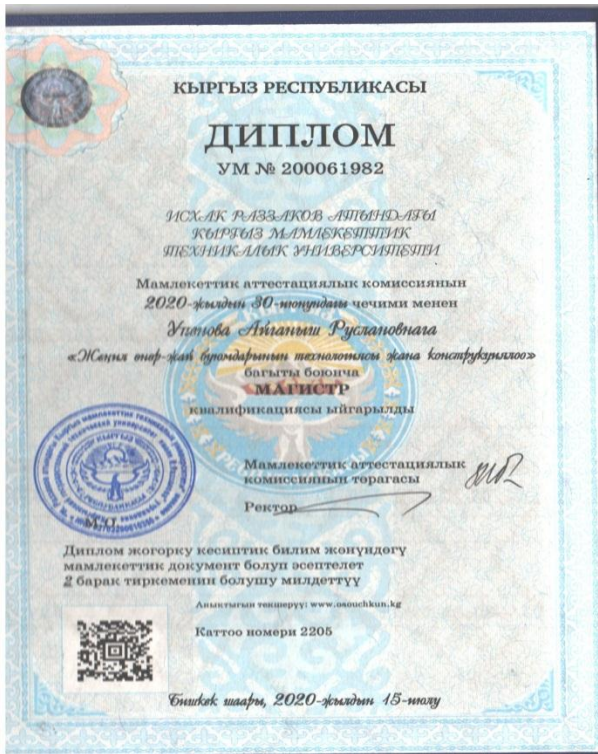 КЫРГЫЗ РЕСПУБЛИКАСЫ
ДИПЛОМ
УМ № 200061982
ИСХАК РАЗЗАКОВ АТЫНДАГЫ
КЫРГЫЗ МАМЛЕКЕТТИК
ТЕХНИКАЛЫК УНИВЕРСИТЕТИ
Мамлекеттик аттестациялык комиссиянын
2020-жылдын 30-июнундагы чечими менен
Айганыш Руслановнага
«Жеңил өнөр-жай буюмдарынын технологиясы жана конструкциялоо»
багыты боюнча
МАГИСТР
квалификациясы ыйгарылды
Мамлекеттик аттестациялык
комиссиянын төрагасы
Ректор
М.О.
Диплом жогорку кесиптик билим жөнүндөгү
мамлекеттик документ болуп эсептелет
2 барак тиркеменин болушу милдеттүү
Аныктыгын текшерүү: www.osouchkun.kg
Каттоо номери 2205
Бишкек шаары, 2020-жылдын 15-июлу